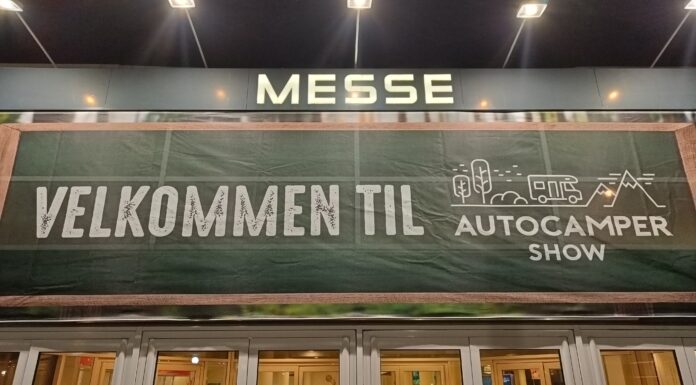 MESSE
VELKOMMEN TIL
AUTOCAMPER
SHOW